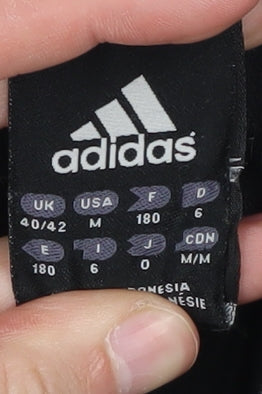 adidas
UK USA F D
40/42 M 180 6
E I J CDN
180 6 0 M/M